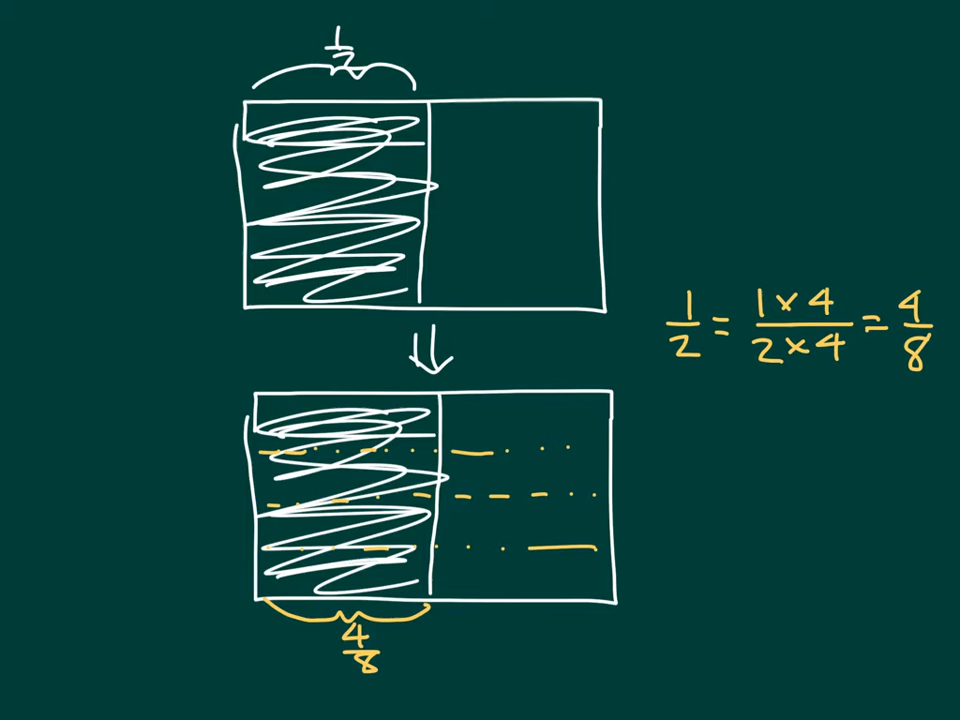 1/2
1/2 = 1×4/2×4 = 4/8
4/8